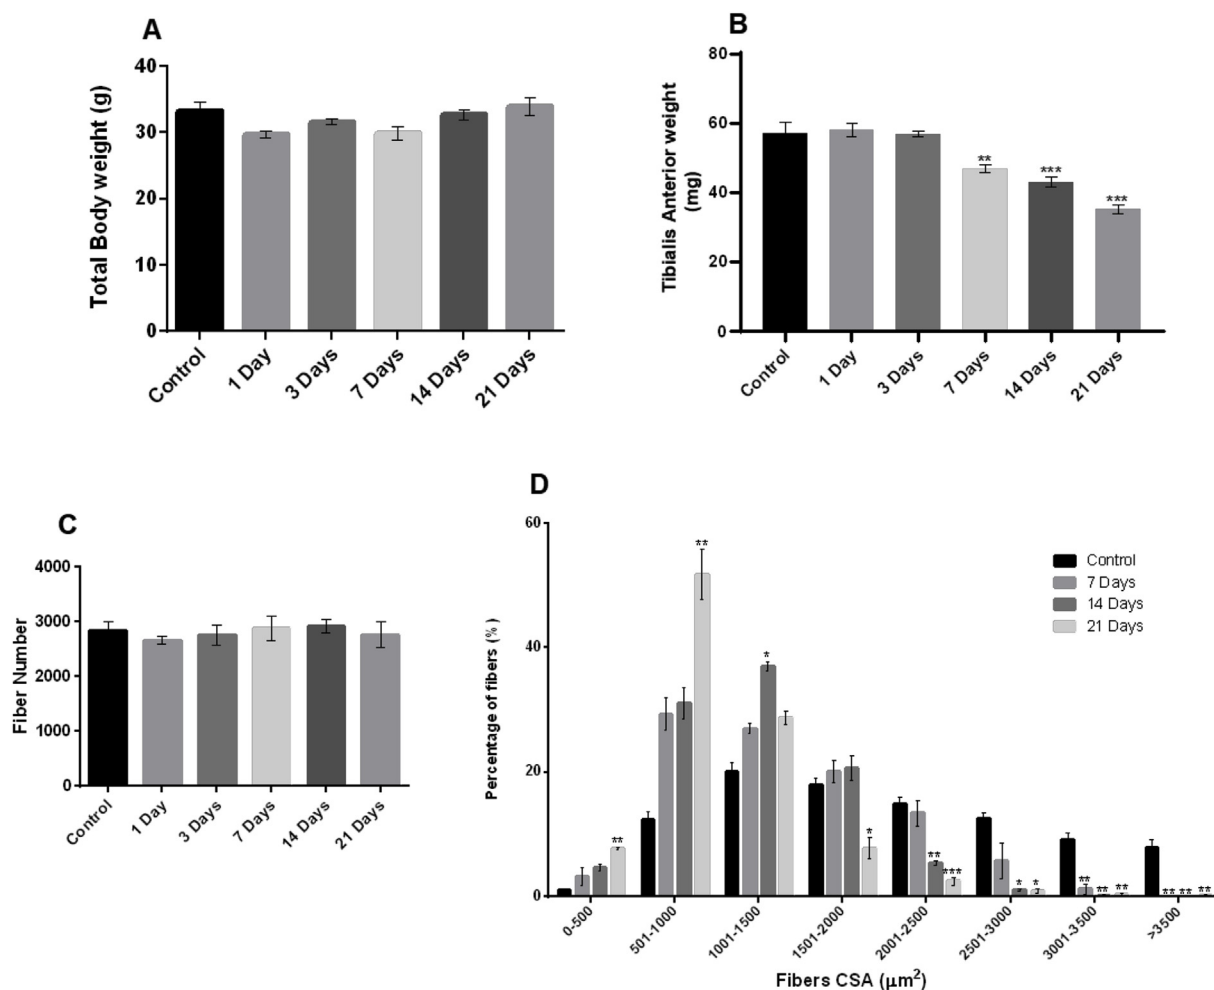 A
Total Body weight (g)
40
30
20
10
0
Control
1 Day
3 Days
7 Days
14 Days
21 Days
B
Tibialis Anterior weight
(mg)
80
60
40
20
0
**
***
***
Control
1 Day
3 Days
7 Days
14 Days
21 Days
C
Fiber Number
4000
3000
2000
1000
0
Control
1 Day
3 Days
7 Days
14 Days
21 Days
D
Percentage of fibers (%)
60
40
20
0
Control
7 Days
14 Days
21 Days
**
**
*
*
**
***
*
*
**
**
**
**
**
**
0-500
501-1000
1001-1500
1501-2000
2001-2500
2501-3000
3001-3500
>3500
Fibers CSA (μm²)